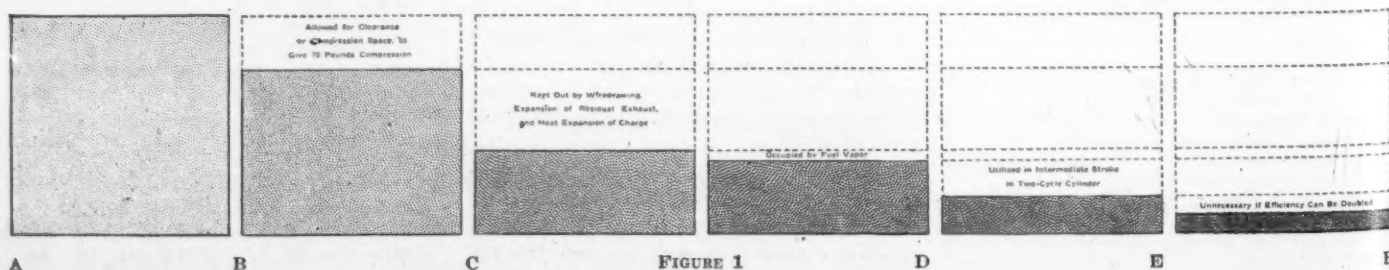 Allowed for Clearance
or Compression Space, to
Give 70 Pounds Compression
Kept Out by Wiredrawing,
Expansion of Residual Exhaust,
and Heat Expansion of Charge
Occupied by Fuel Vapor
Utilized in Intermediate Stroke
in Two-Cycle Cylinder
Unnecessary If Efficiency Can Be Doubled
A B C FIGURE 1 D E F